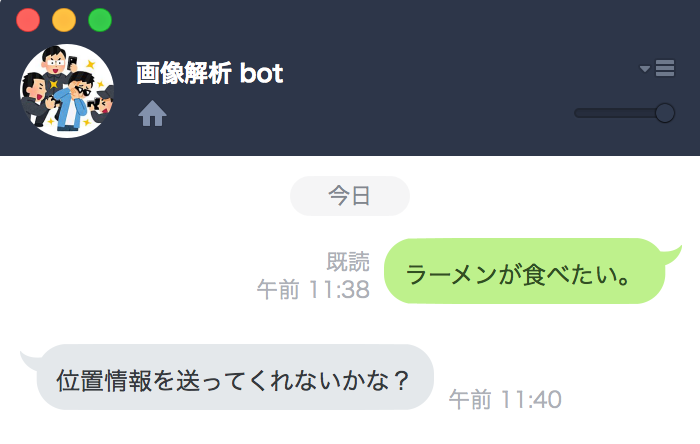 画像解析 bot
今日
既読
午前 11:38
ラーメンが食べたい。
位置情報を送ってくれないかな？
午前 11:40